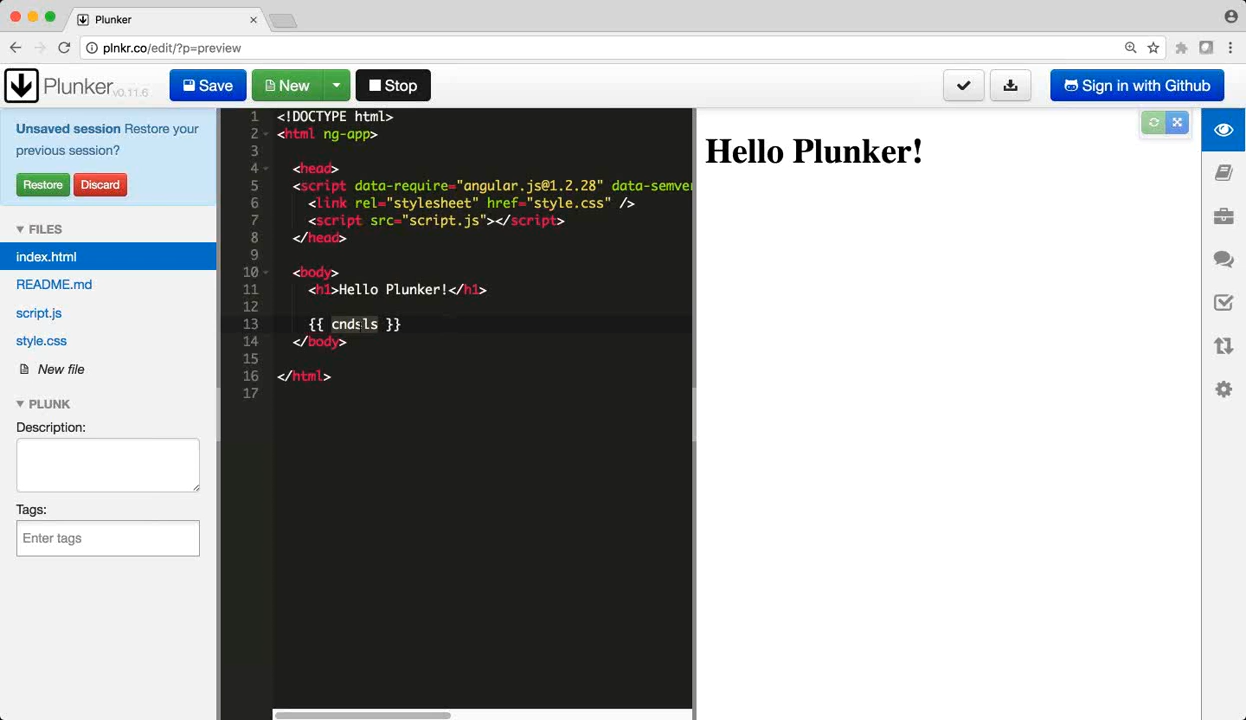 Plunker
plnkr.co/edit/?p=preview
Plunker v0.11.6
Save
New
Stop
Sign in with Github
Unsaved session Restore your
previous session?
Restore
Discard
FILES
index.html
README.md
script.js
style.css
New file
PLUNK
Description:
Tags:
Enter tags
1 <!DOCTYPE html>
2 <html ng-app>
3
4 <head>
5 <script data-require="angular.js@1.2.28" data-semver
6 <link rel="stylesheet" href="style.css" />
7 <script src="script.js"></script>
8 </head>
9
10 <body>
11 <h1>Hello Plunker!</h1>
12
13 {{ cndsls }}
14 </body>
15
16 </html>
17
Hello Plunker!